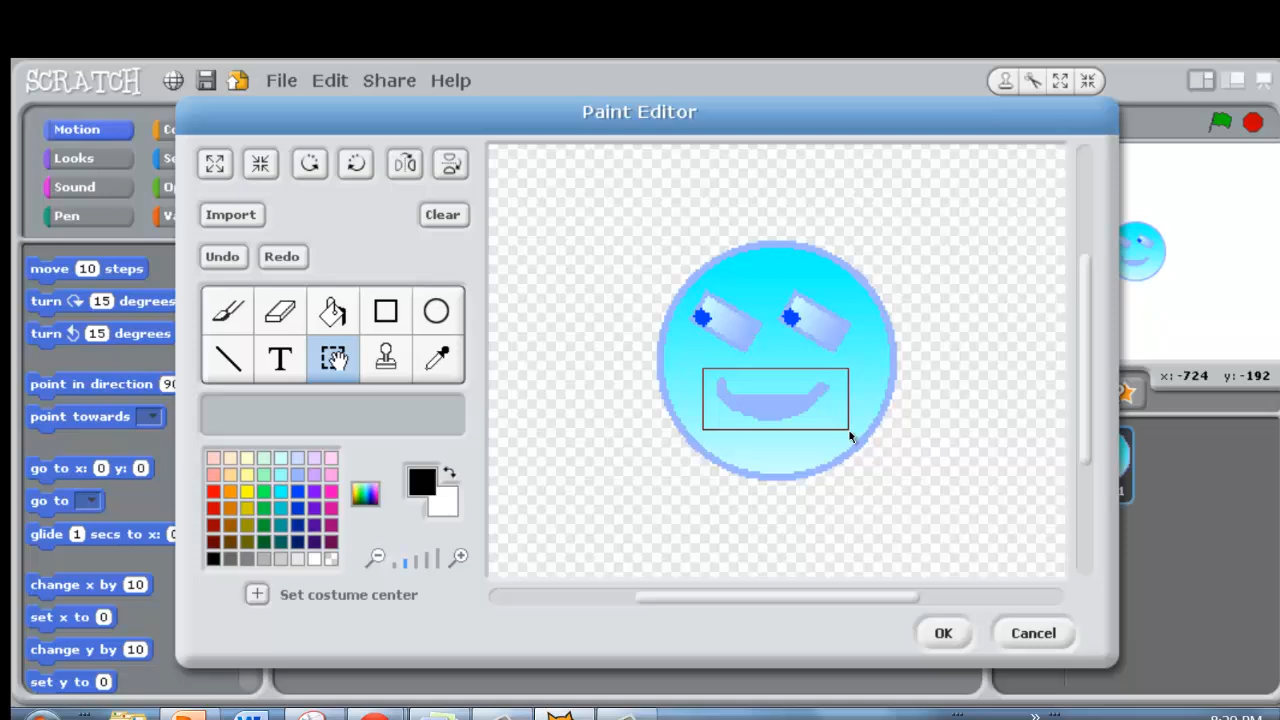 SCRATCH File Edit Share Help
Paint Editor
Motion
Looks
Sound
Pen
Import Clear
Undo Redo
T
move 10 steps
turn 15 degrees
turn 15 degrees
point in direction
point towards
go to x: 0 y: 0
go to
glide 1 secs to x:
change x by 10
set x to 0
change y by 10
set y to 0
Set costume center
OK Cancel
x: -724 y: -192
1